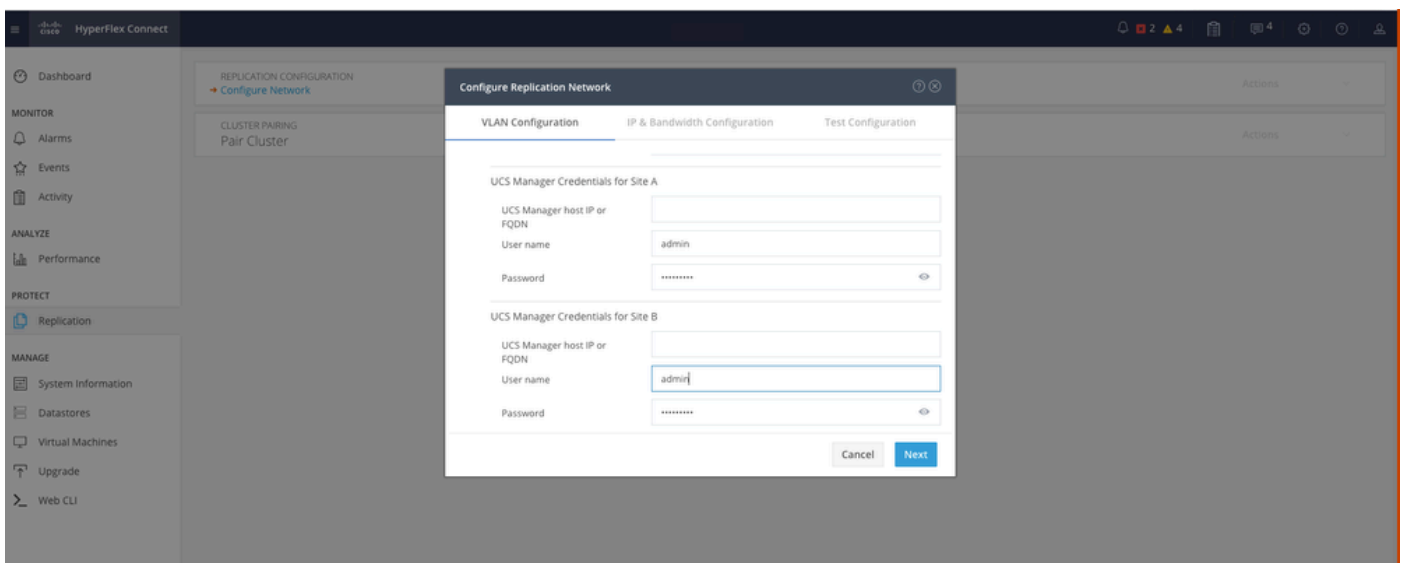 cisco HyperFlex Connect 2 4 4
Dashboard
MONITOR
Alarms
Events
Activity
ANALYZE
Performance
PROTECT
Replication
MANAGE
System Information
Datastores
Virtual Machines
Upgrade
Web CLI
REPLICATION CONFIGURATION
Configure Network
Actions
CLUSTER PAIRING
Pair Cluster
Actions
Configure Replication Network
VLAN Configuration IP & Bandwidth Configuration Test Configuration
UCS Manager Credentials for Site A
UCS Manager host IP or
FQDN
User name admin
Password •••••••••
UCS Manager Credentials for Site B
UCS Manager host IP or
FQDN
User name admin
Password •••••••••
Cancel Next